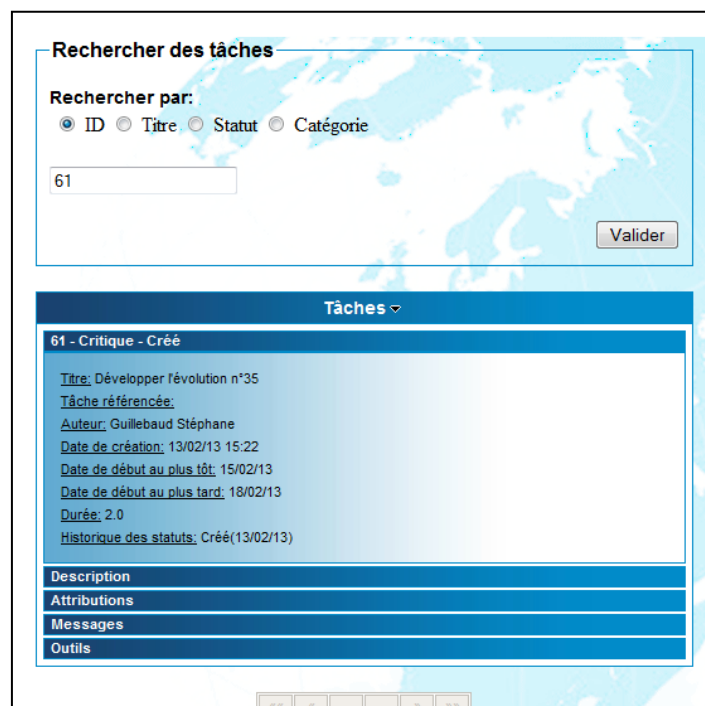 Rechercher des tâches
Rechercher par:
ID Titre Statut Catégorie
61
Valider
Tâches
61 - Critique - Créé
Titre: Développer l'évolution n°35
Tâche référencée:
Auteur: Guillebaud Stéphane
Date de création: 13/02/13 15:22
Date de début au plus tôt: 15/02/13
Date de début au plus tard: 18/02/13
Durée: 2.0
Historique des statuts: Créé(13/02/13)
Description
Attributions
Messages
Outils